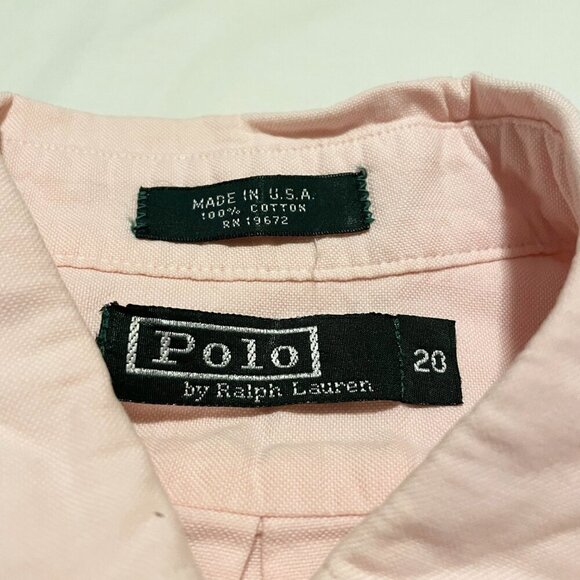 MADE IN U.S.A.
100% COTTON
RN 19672
Polo
by Ralph Lauren
20